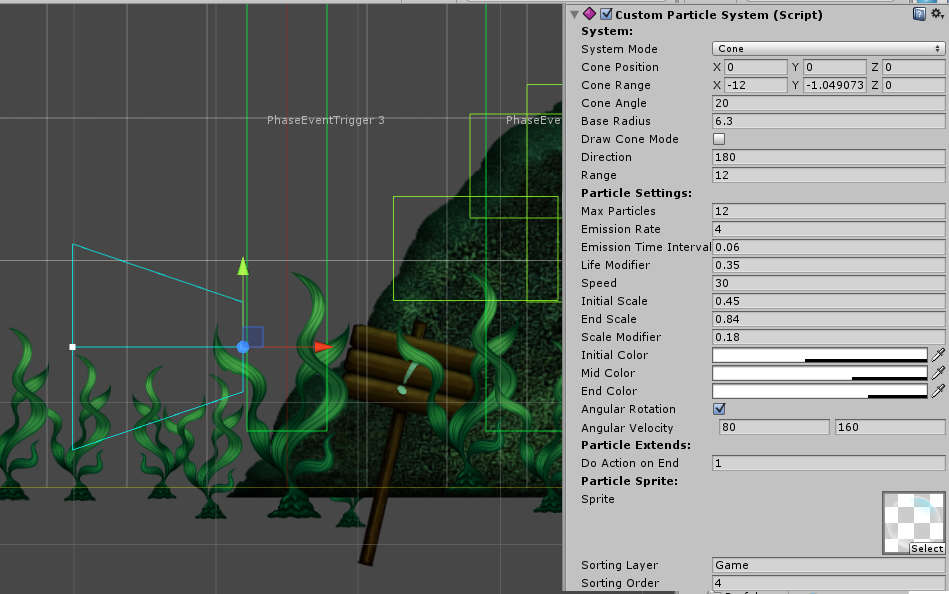 Custom Particle System (Script)
System:
System Mode Cone
Cone Position X 0 Y 0 Z 0
Cone Range X -12 Y -1.049073 Z 0
Cone Angle 20
Base Radius 6.3
Draw Cone Mode
Direction 180
Range 12
Particle Settings:
Max Particles 12
Emission Rate 4
Emission Time Interval 0.06
Life Modifier 0.35
Speed 30
Initial Scale 0.45
End Scale 0.84
Scale Modifier 0.18
Initial Color
Mid Color
End Color
Angular Rotation
Angular Velocity 80 160
Particle Extends:
Do Action on End 1
Particle Sprite:
Sprite
Select
Sorting Layer Game
Sorting Order 4
PhaseEventTrigger 3
PhaseEve
!